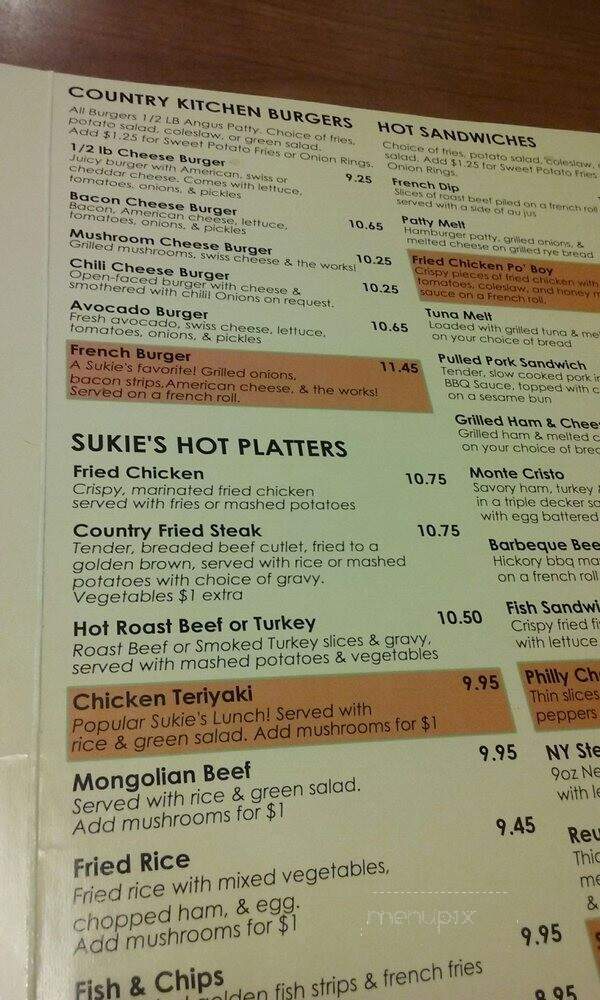 COUNTRY KITCHEN BURGERS
All Burgers 1/2 LB Angus Patty. Choice of fries,
potato salad, coleslaw, or green salad.
Add $1.25 for Sweet Potato Fries or Onion Rings.
1/2 lb Cheese Burger 9.25
Juicy burger with American, swiss or
cheddar cheese. Comes with lettuce,
tomatoes, onions, & pickles
Bacon Cheese Burger 10.65
Bacon, American cheese, lettuce,
tomatoes, onions, & pickles
Mushroom Cheese Burger 10.25
Grilled mushrooms, swiss cheese & the works!
Chili Cheese Burger 10.25
Open-faced burger with cheese &
smothered with chili! Onions on request.
Avocado Burger 10.65
Fresh avocado, swiss cheese, lettuce,
tomatoes, onions, & pickles
French Burger 11.45
A Sukie's favorite! Grilled onions,
bacon strips,American cheese, & the works!
Served on a french roll.
SUKIE'S HOT PLATTERS
Fried Chicken 10.75
Crispy, marinated fried chicken
served with fries or mashed potatoes
Country Fried Steak 10.75
Tender, breaded beef cutlet, fried to a
golden brown, served with rice or mashed
potatoes with choice of gravy.
Vegetables $1 extra
Hot Roast Beef or Turkey 10.50
Roast Beef or Smoked Turkey slices & gravy,
served with mashed potatoes & vegetables
Chicken Teriyaki 9.95
Popular Sukie's Lunch! Served with
rice & green salad. Add mushrooms for $1
Mongolian Beef 9.95
Served with rice & green salad.
Add mushrooms for $1
Fried Rice 9.45
Fried rice with mixed vegetables,
chopped ham, & egg.
Add mushrooms for $1
Fish & Chips 9.95
golden fish strips & french fries
9.95
HOT SANDWICHES
Choice of fries, potato salad, coleslaw,
salad. Add $1.25 for Sweet Potato Fries
Onion Rings.
French Dip
Slices of roast beef piled on a french roll
served with a side of au jus
Patty Melt
Hamburger patty, grilled onions, &
melted cheese on grilled rye bread
Fried Chicken Po' Boy
Crispy pieces of fried chicken with
tomatoes, coleslaw, and honey m
sauce on a French roll.
Tuna Melt
Loaded with grilled tuna & me
on your choice of bread
Pulled Pork Sandwich
Tender, slow cooked pork in
BBQ Sauce, topped with c
on a sesame bun
Grilled Ham & Chee
Grilled ham & melted c
on your choice of brea
Monte Cristo
Savory ham, turkey
in a triple decker sa
with egg battered
Barbeque Bee
Hickory bbq ma
on a french roll
Fish Sandwi
Crispy fried fi
with lettuce
Philly Ch
Thin slices
peppers
NY Ste
9oz Ne
with le
Reu
Thic
me
&
menupix